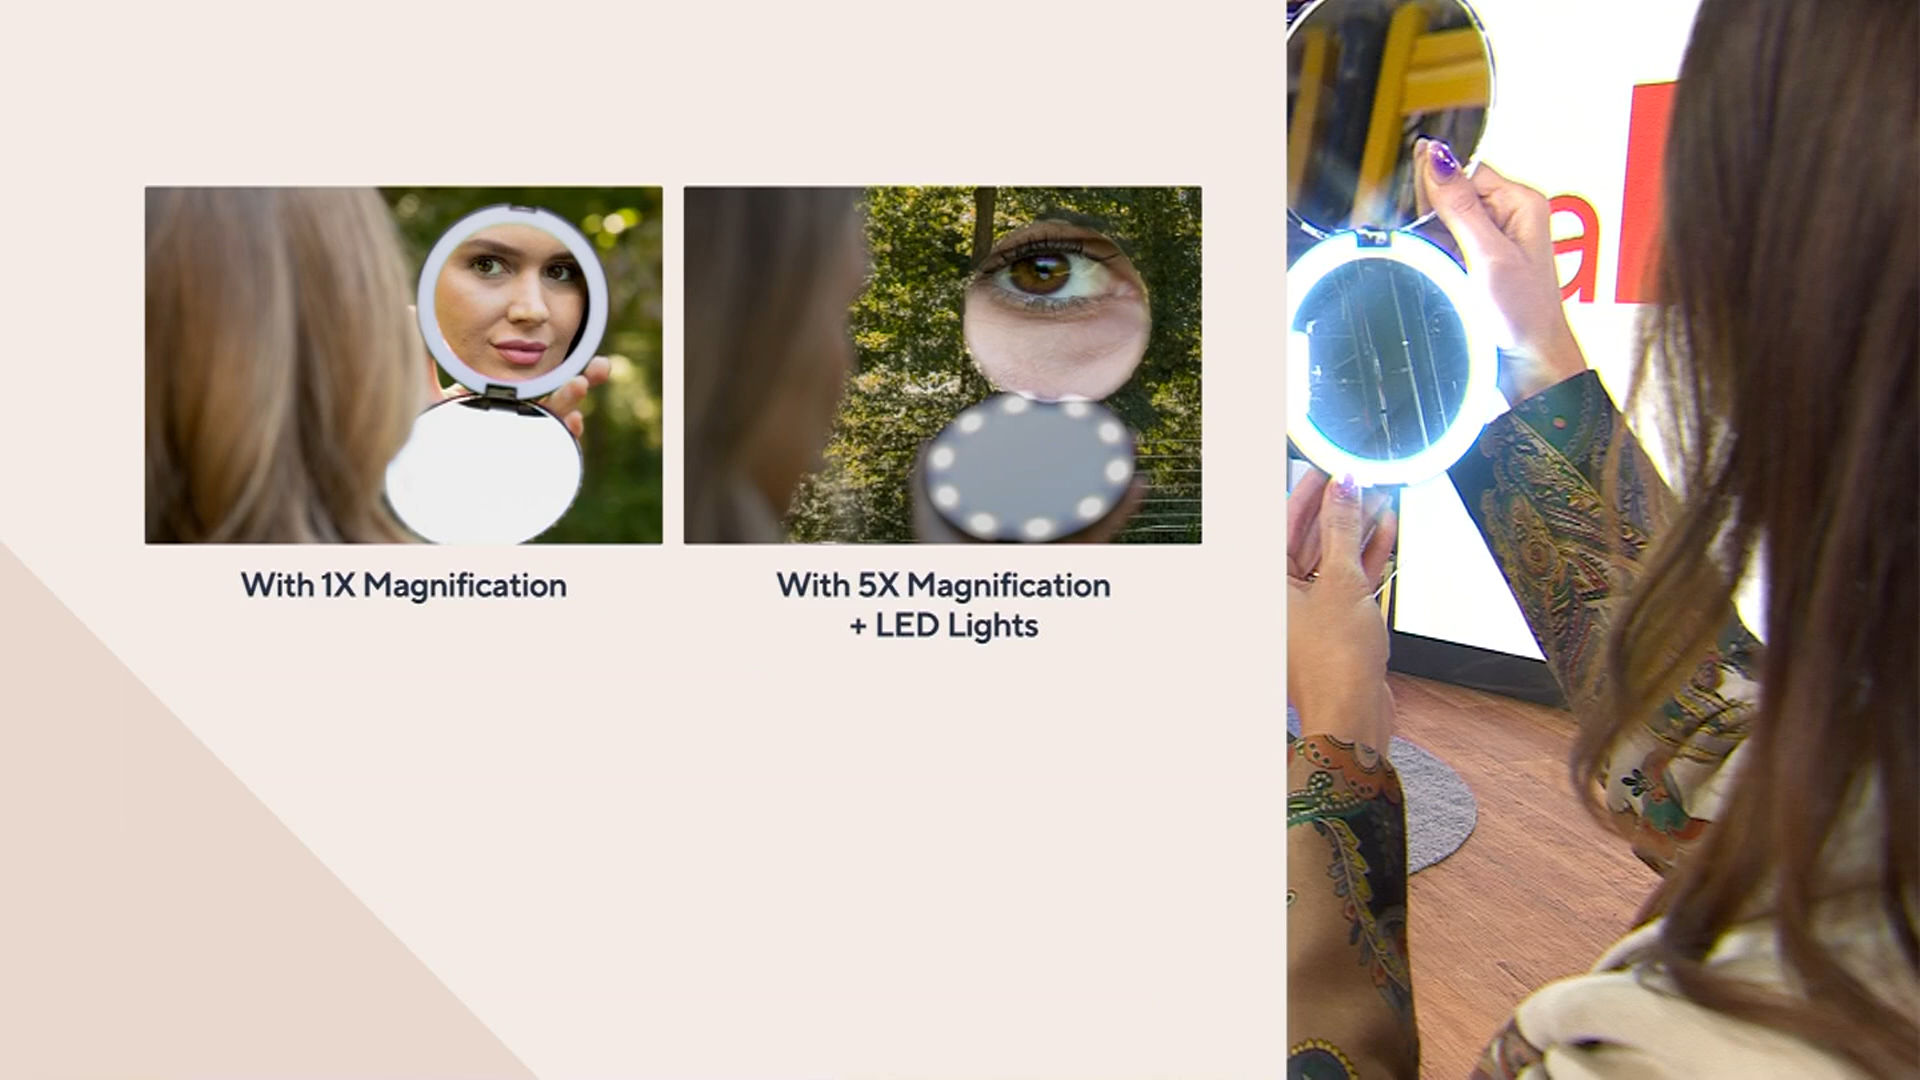 With 1X Magnification
With 5X Magnification
+ LED Lights
a